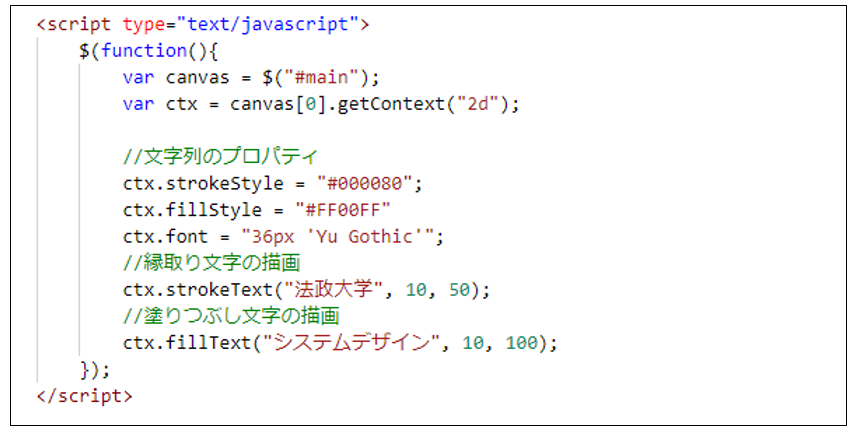 <script type="text/javascript">
    $(function(){
        var canvas = $("#main");
        var ctx = canvas[0].getContext("2d");

        //文字列のプロパティ
        ctx.strokeStyle = "#000080";
        ctx.fillStyle = "#FF00FF"
        ctx.font = "36px 'Yu Gothic'";
        //縁取り文字の描画
        ctx.strokeText("法政大学", 10, 50);
        //塗りつぶし文字の描画
        ctx.fillText("システムデザイン", 10, 100);
    });
</script>